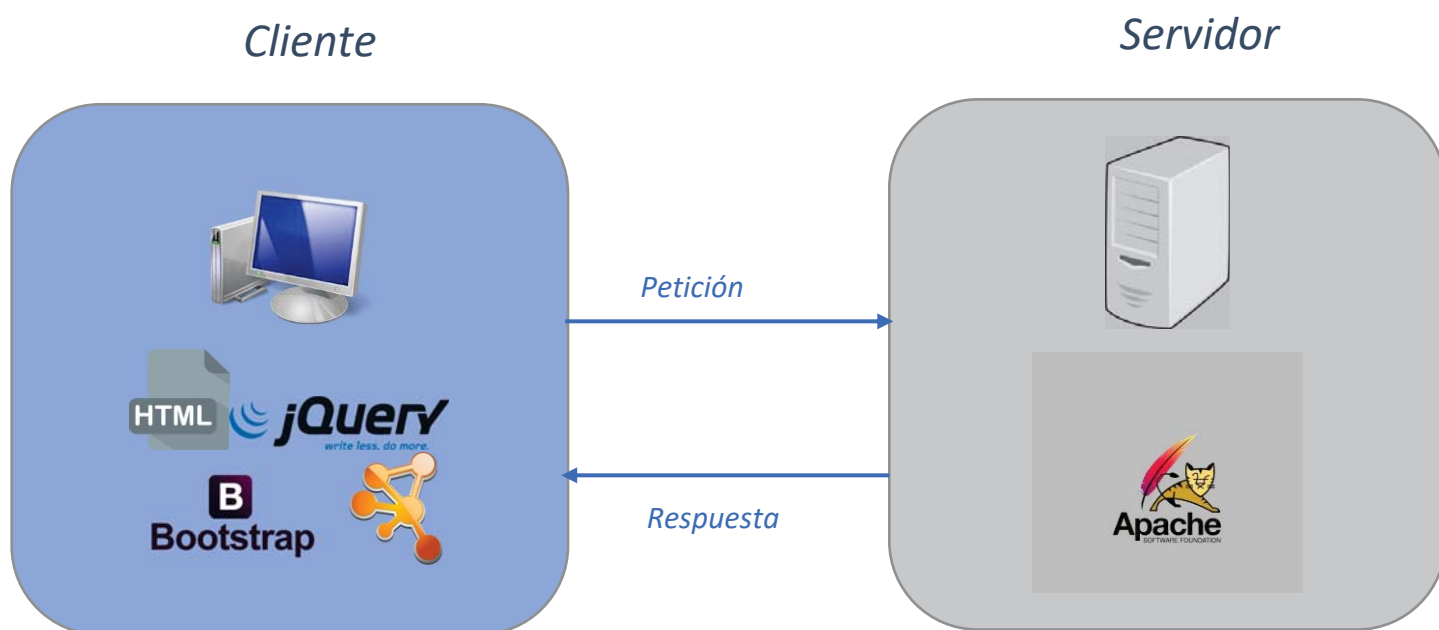 Cliente
Servidor
Petición
HTML
jQuery
write less. do more.
B
Bootstrap
Respuesta
Apache
SOFTWARE FOUNDATION